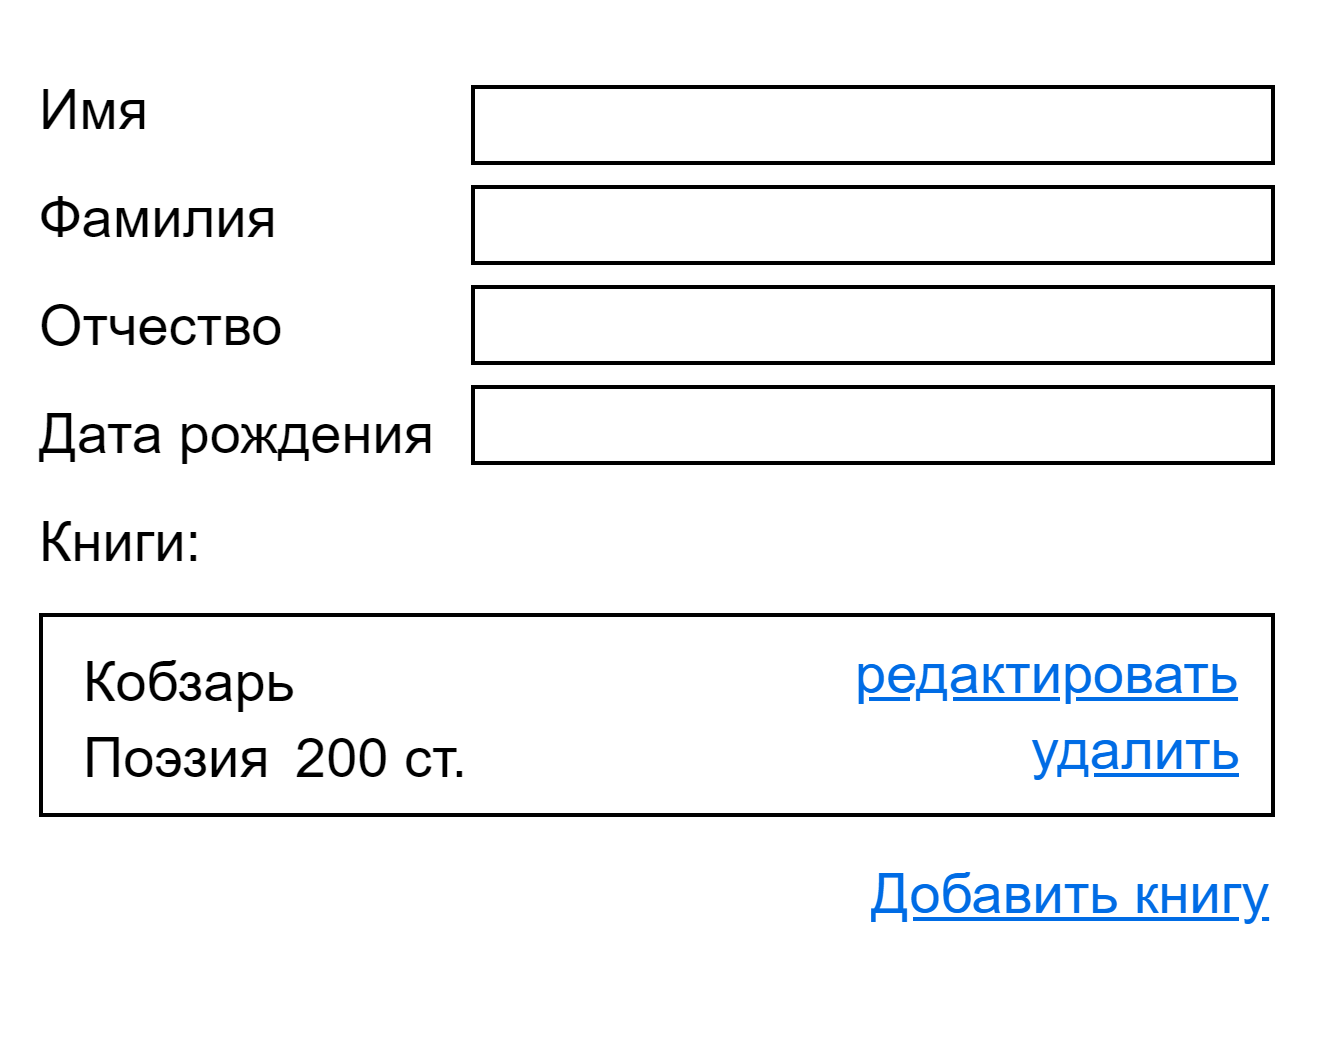 Имя
Фамилия
Отчество
Дата рождения
Книги:
Кобзарь редактировать
Поэзия 200 ст. удалить
Добавить книгу